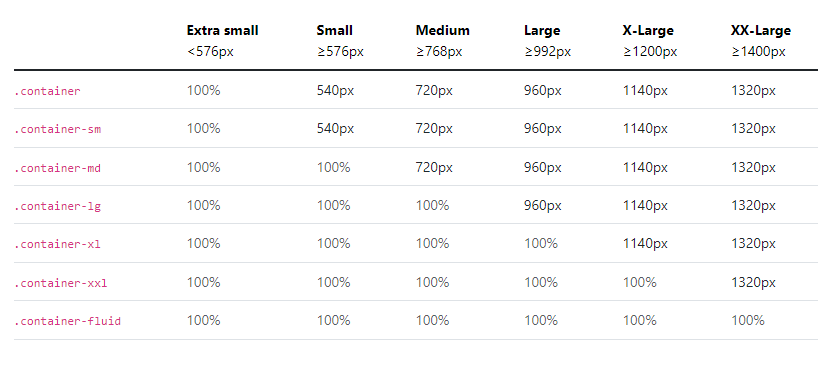 Extra small Small Medium Large X-Large XX-Large
<576px ≥576px ≥768px ≥992px ≥1200px ≥1400px
.container 100% 540px 720px 960px 1140px 1320px
.container-sm 100% 540px 720px 960px 1140px 1320px
.container-md 100% 100% 720px 960px 1140px 1320px
.container-lg 100% 100% 100% 960px 1140px 1320px
.container-xl 100% 100% 100% 100% 1140px 1320px
.container-xxl 100% 100% 100% 100% 100% 1320px
.container-fluid 100% 100% 100% 100% 100% 100%